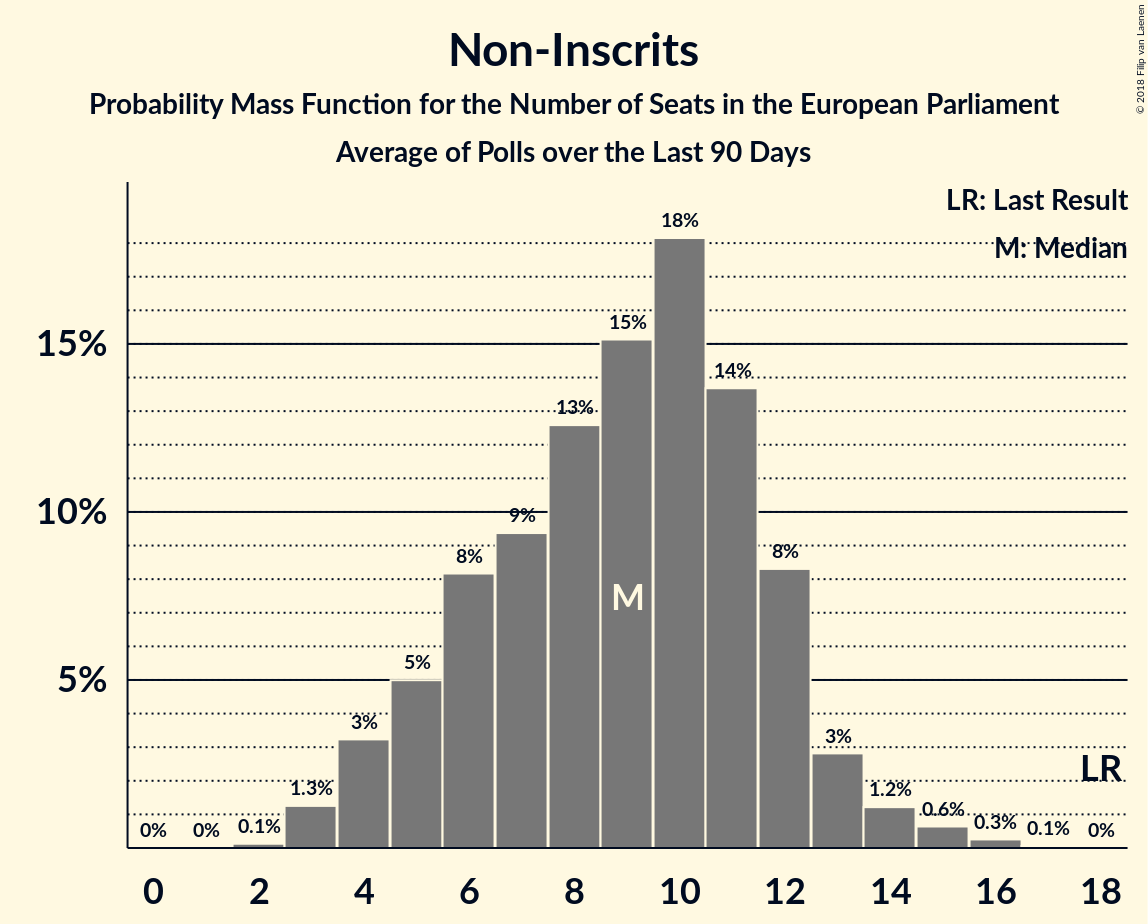 Non-Inscrits
Probability Mass Function for the Number of Seats in the European Parliament
Average of Polls over the Last 90 Days
© 2018 Filip van Laenen
LR: Last Result
M: Median
18%
15%
15%
14%
13%
10%
9%
8%
8%
M
5%
5%
3%
3%
LR
1.3%
1.2%
0%
0%
0.1%
0.6%
0.3%
0.1%
0%
0 2 4 6 8 10 12 14 16 18